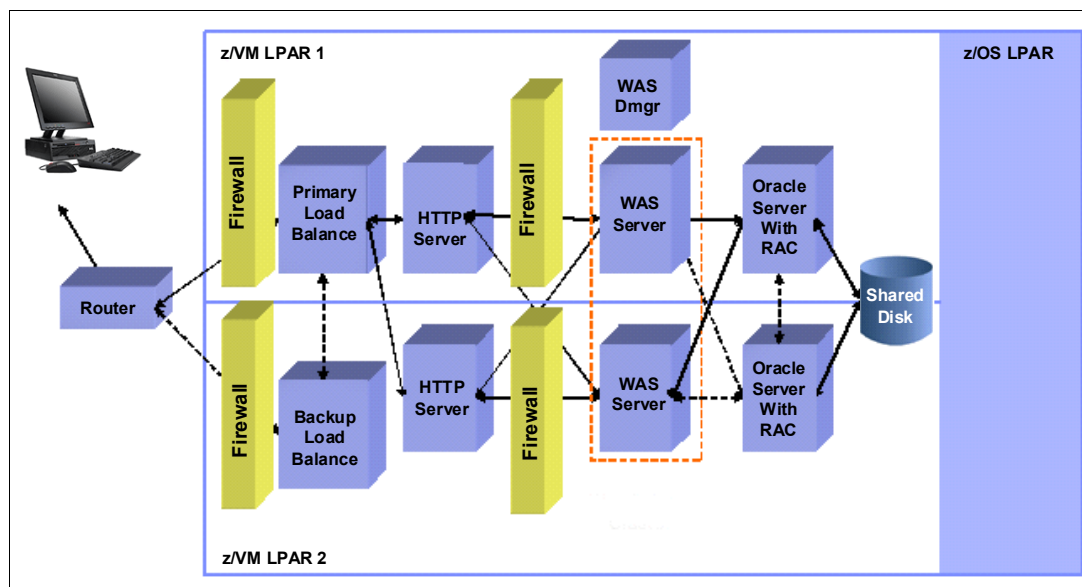 z/VM LPAR 1
z/OS LPAR
WAS
Dmgr
Firewall
Primary
Load
Balance
HTTP
Server
Firewall
WAS
Server
Oracle
Server
With
RAC
Router
Shared
Disk
Firewall
Backup
Load
Balance
HTTP
Server
Firewall
WAS
Server
Oracle
Server
With
RAC
z/VM LPAR 2